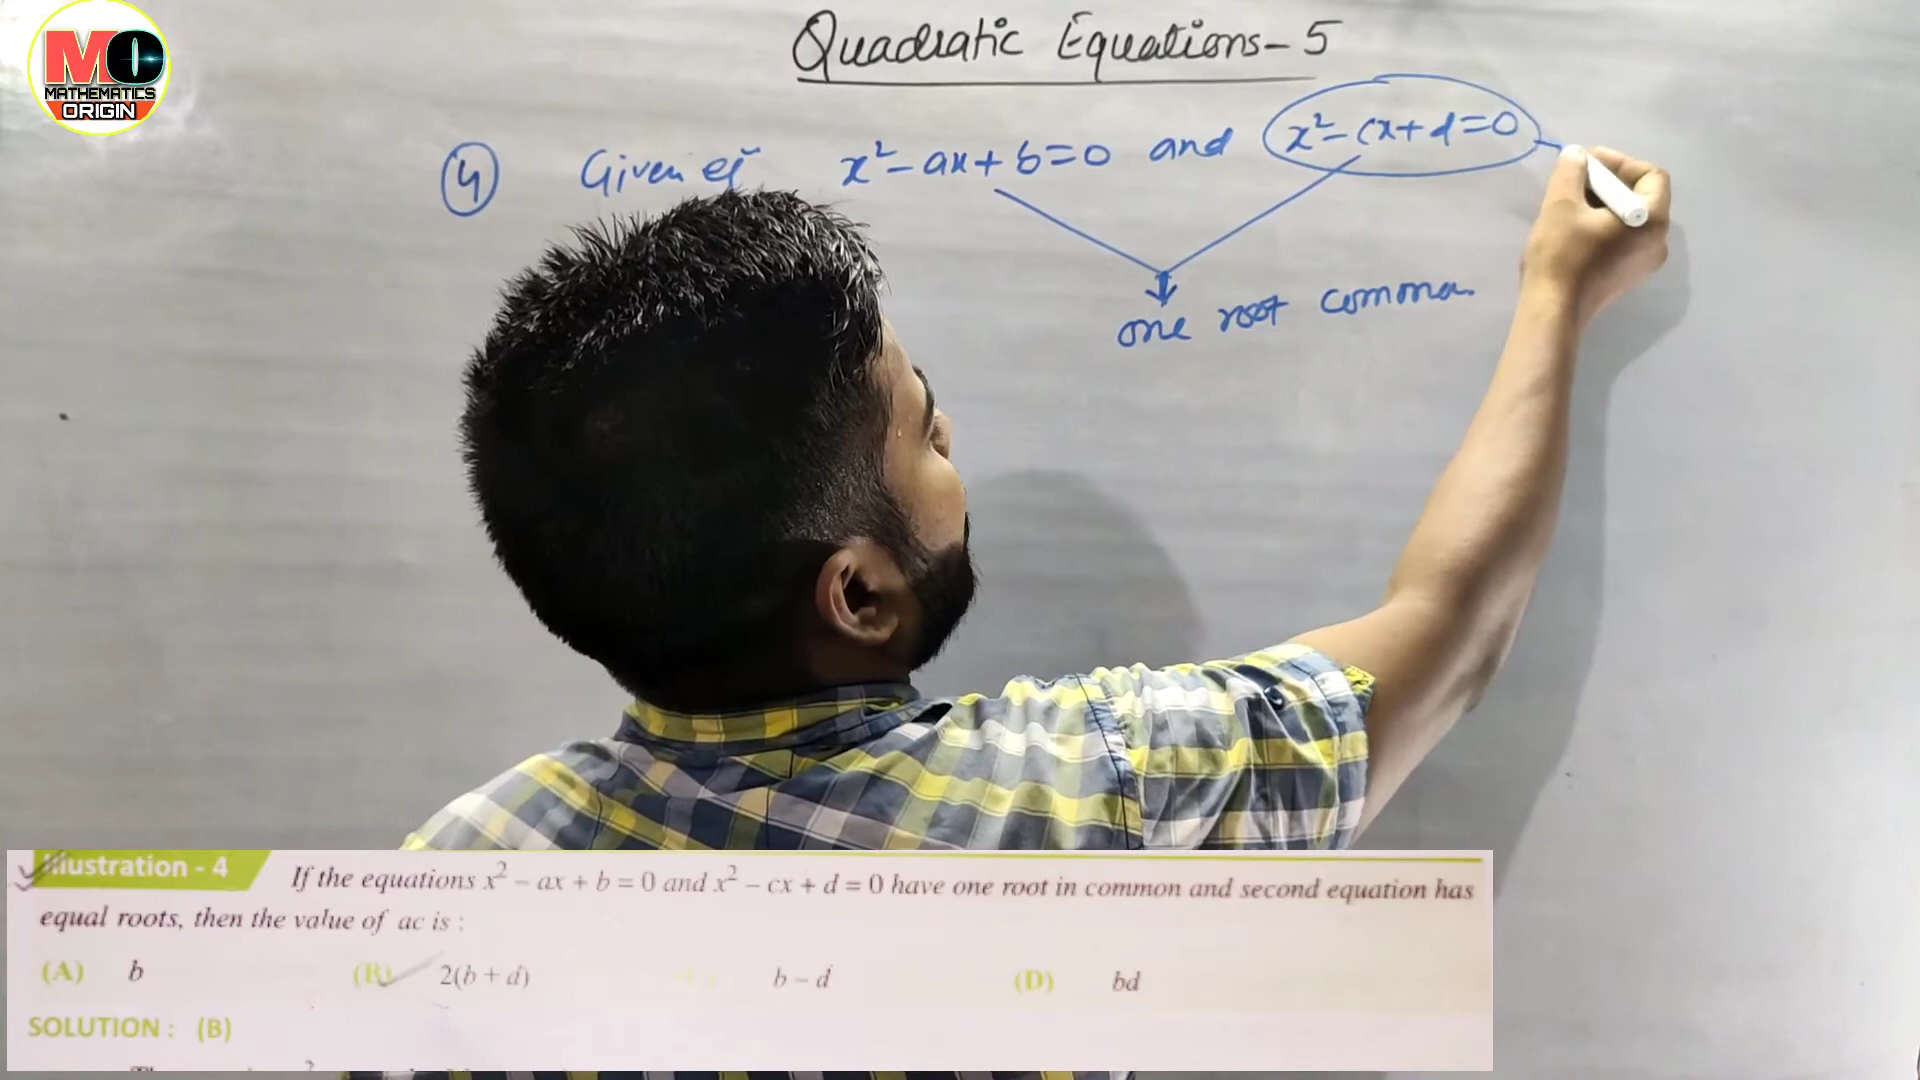 MO
MATHEMATICS
ORIGIN
Quadratic Equations-5
4 Given eqⁿ x² - ax + b = 0 and x² - cx + d = 0
one root common
Illustration - 4 If the equations x² - ax + b = 0 and x² - cx + d = 0 have one root in common and second equation has
equal roots, then the value of ac is :
(A) b (B) 2(b + d) b - d (D) bd
SOLUTION : (B)